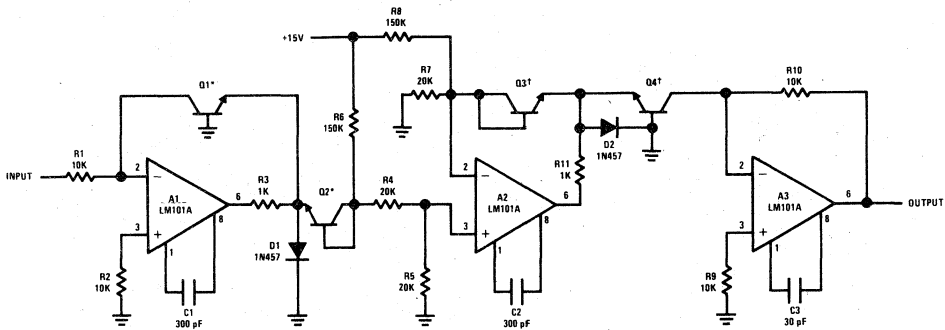 R8
150K
+15V
R7
20K
Q3†
Q4†
R10
10K
Q1*
R6
150K
D2
1N457
R11
1K
R1
10K
INPUT
2
A1
LM101A
6
8
3
1
R3
1K
Q2*
R4
20K
2
A2
LM101A
6
8
3
1
2
A3
LM101A
6
8
3
1
OUTPUT
D1
1N457
R2
10K
C1
300 pF
R5
20K
C2
300 pF
R9
10K
C3
30 pF